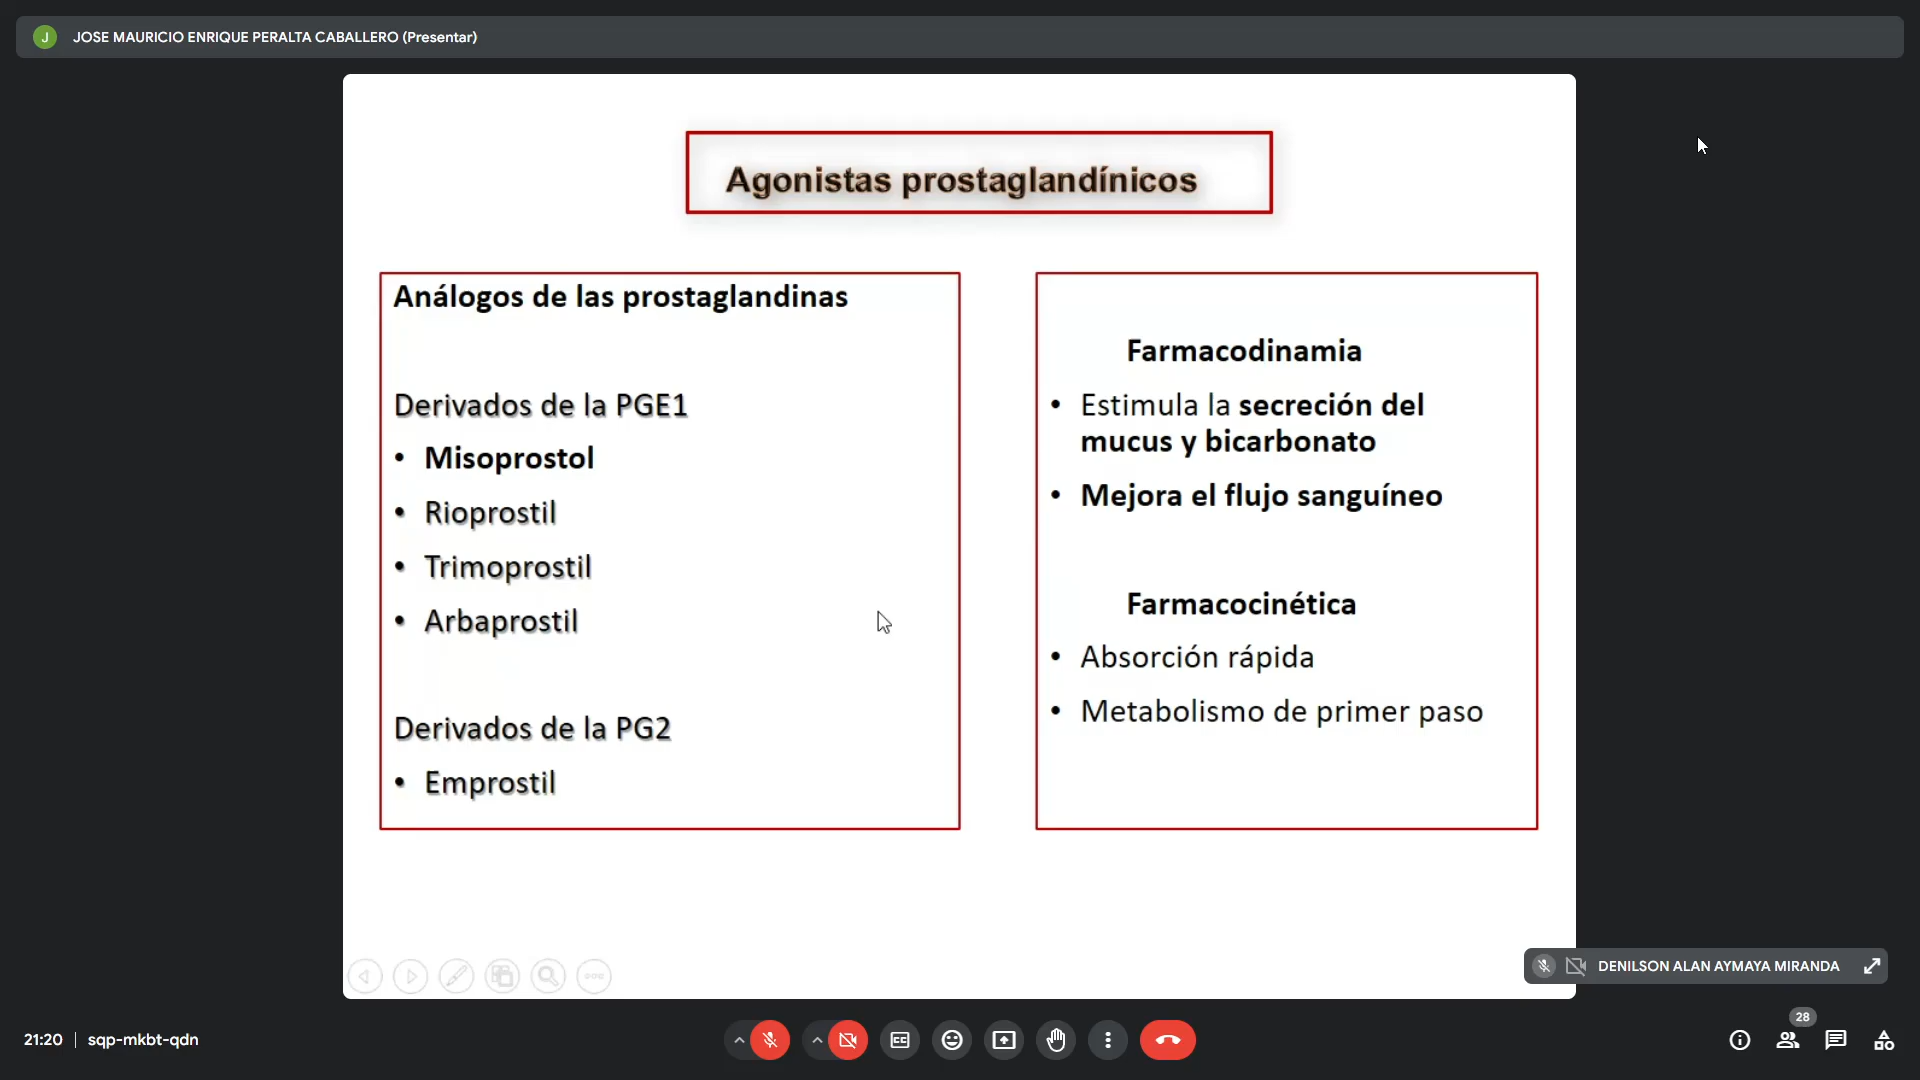 J
JOSE MAURICIO ENRIQUE PERALTA CABALLERO (Presentar)
Agonistas prostaglandínicos
Análogos de las prostaglandinas
Derivados de la PGE1
• Misoprostol
• Rioprostil
• Trimoprostil
• Arbaprostil
Derivados de la PG2
• Emprostil
Farmacodinamia
• Estimula la secreción del
mucus y bicarbonato
• Mejora el flujo sanguíneo
Farmacocinética
• Absorción rápida
• Metabolismo de primer paso
DENILSON ALAN AYMAYA MIRANDA
21:20 | sqp-mkbt-qdn
CC
28